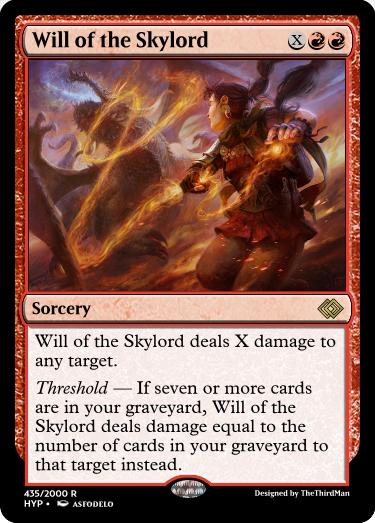 Will of the Skylord XRR
Sorcery
Will of the Skylord deals X damage to
any target.
Threshold — If seven or more cards
are in your graveyard, Will of the
Skylord deals damage equal to the
number of cards in your graveyard to
that target instead.
435/2000 R
HYP • ASFODELO
Designed by TheThirdMan